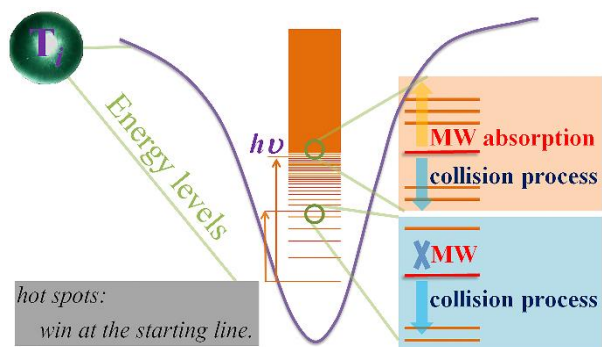 Ti
Energy levels
hυ
MW absorption
collision process
MW
collision process
hot spots:
win at the starting line.